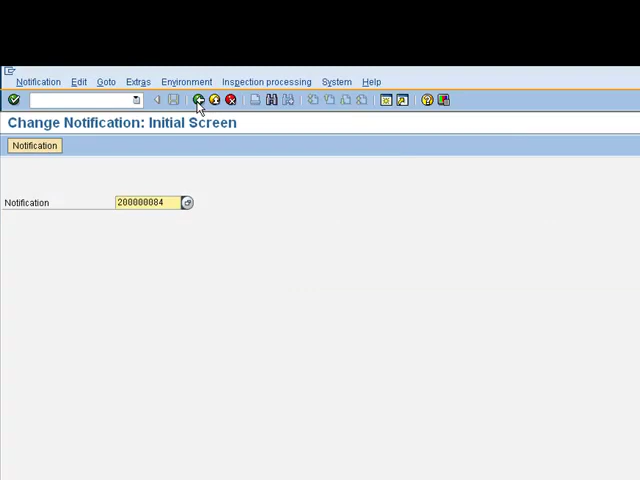 Notification Edit Goto Extras Environment Inspection processing System Help
Change Notification: Initial Screen
Notification
Notification 200000084